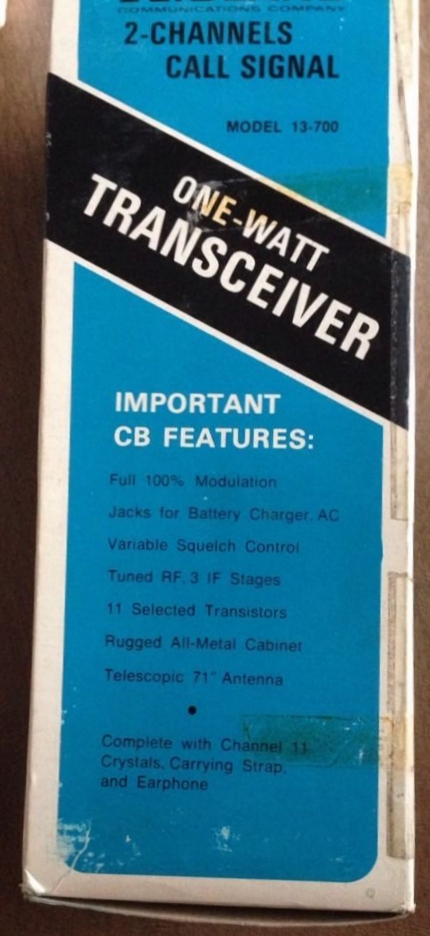 COMMUNICATIONS COMPANY
2-CHANNELS
CALL SIGNAL
MODEL 13-700
ONE-WATT
TRANSCEIVER
IMPORTANT
CB FEATURES:
Full 100% Modulation
Jacks for Battery Charger, AC
Variable Squelch Control
Tuned RF, 3 IF Stages
11 Selected Transistors
Rugged All-Metal Cabinet
Telescopic 71" Antenna
•
Complete with Channel 11
Crystals, Carrying Strap,
and Earphone